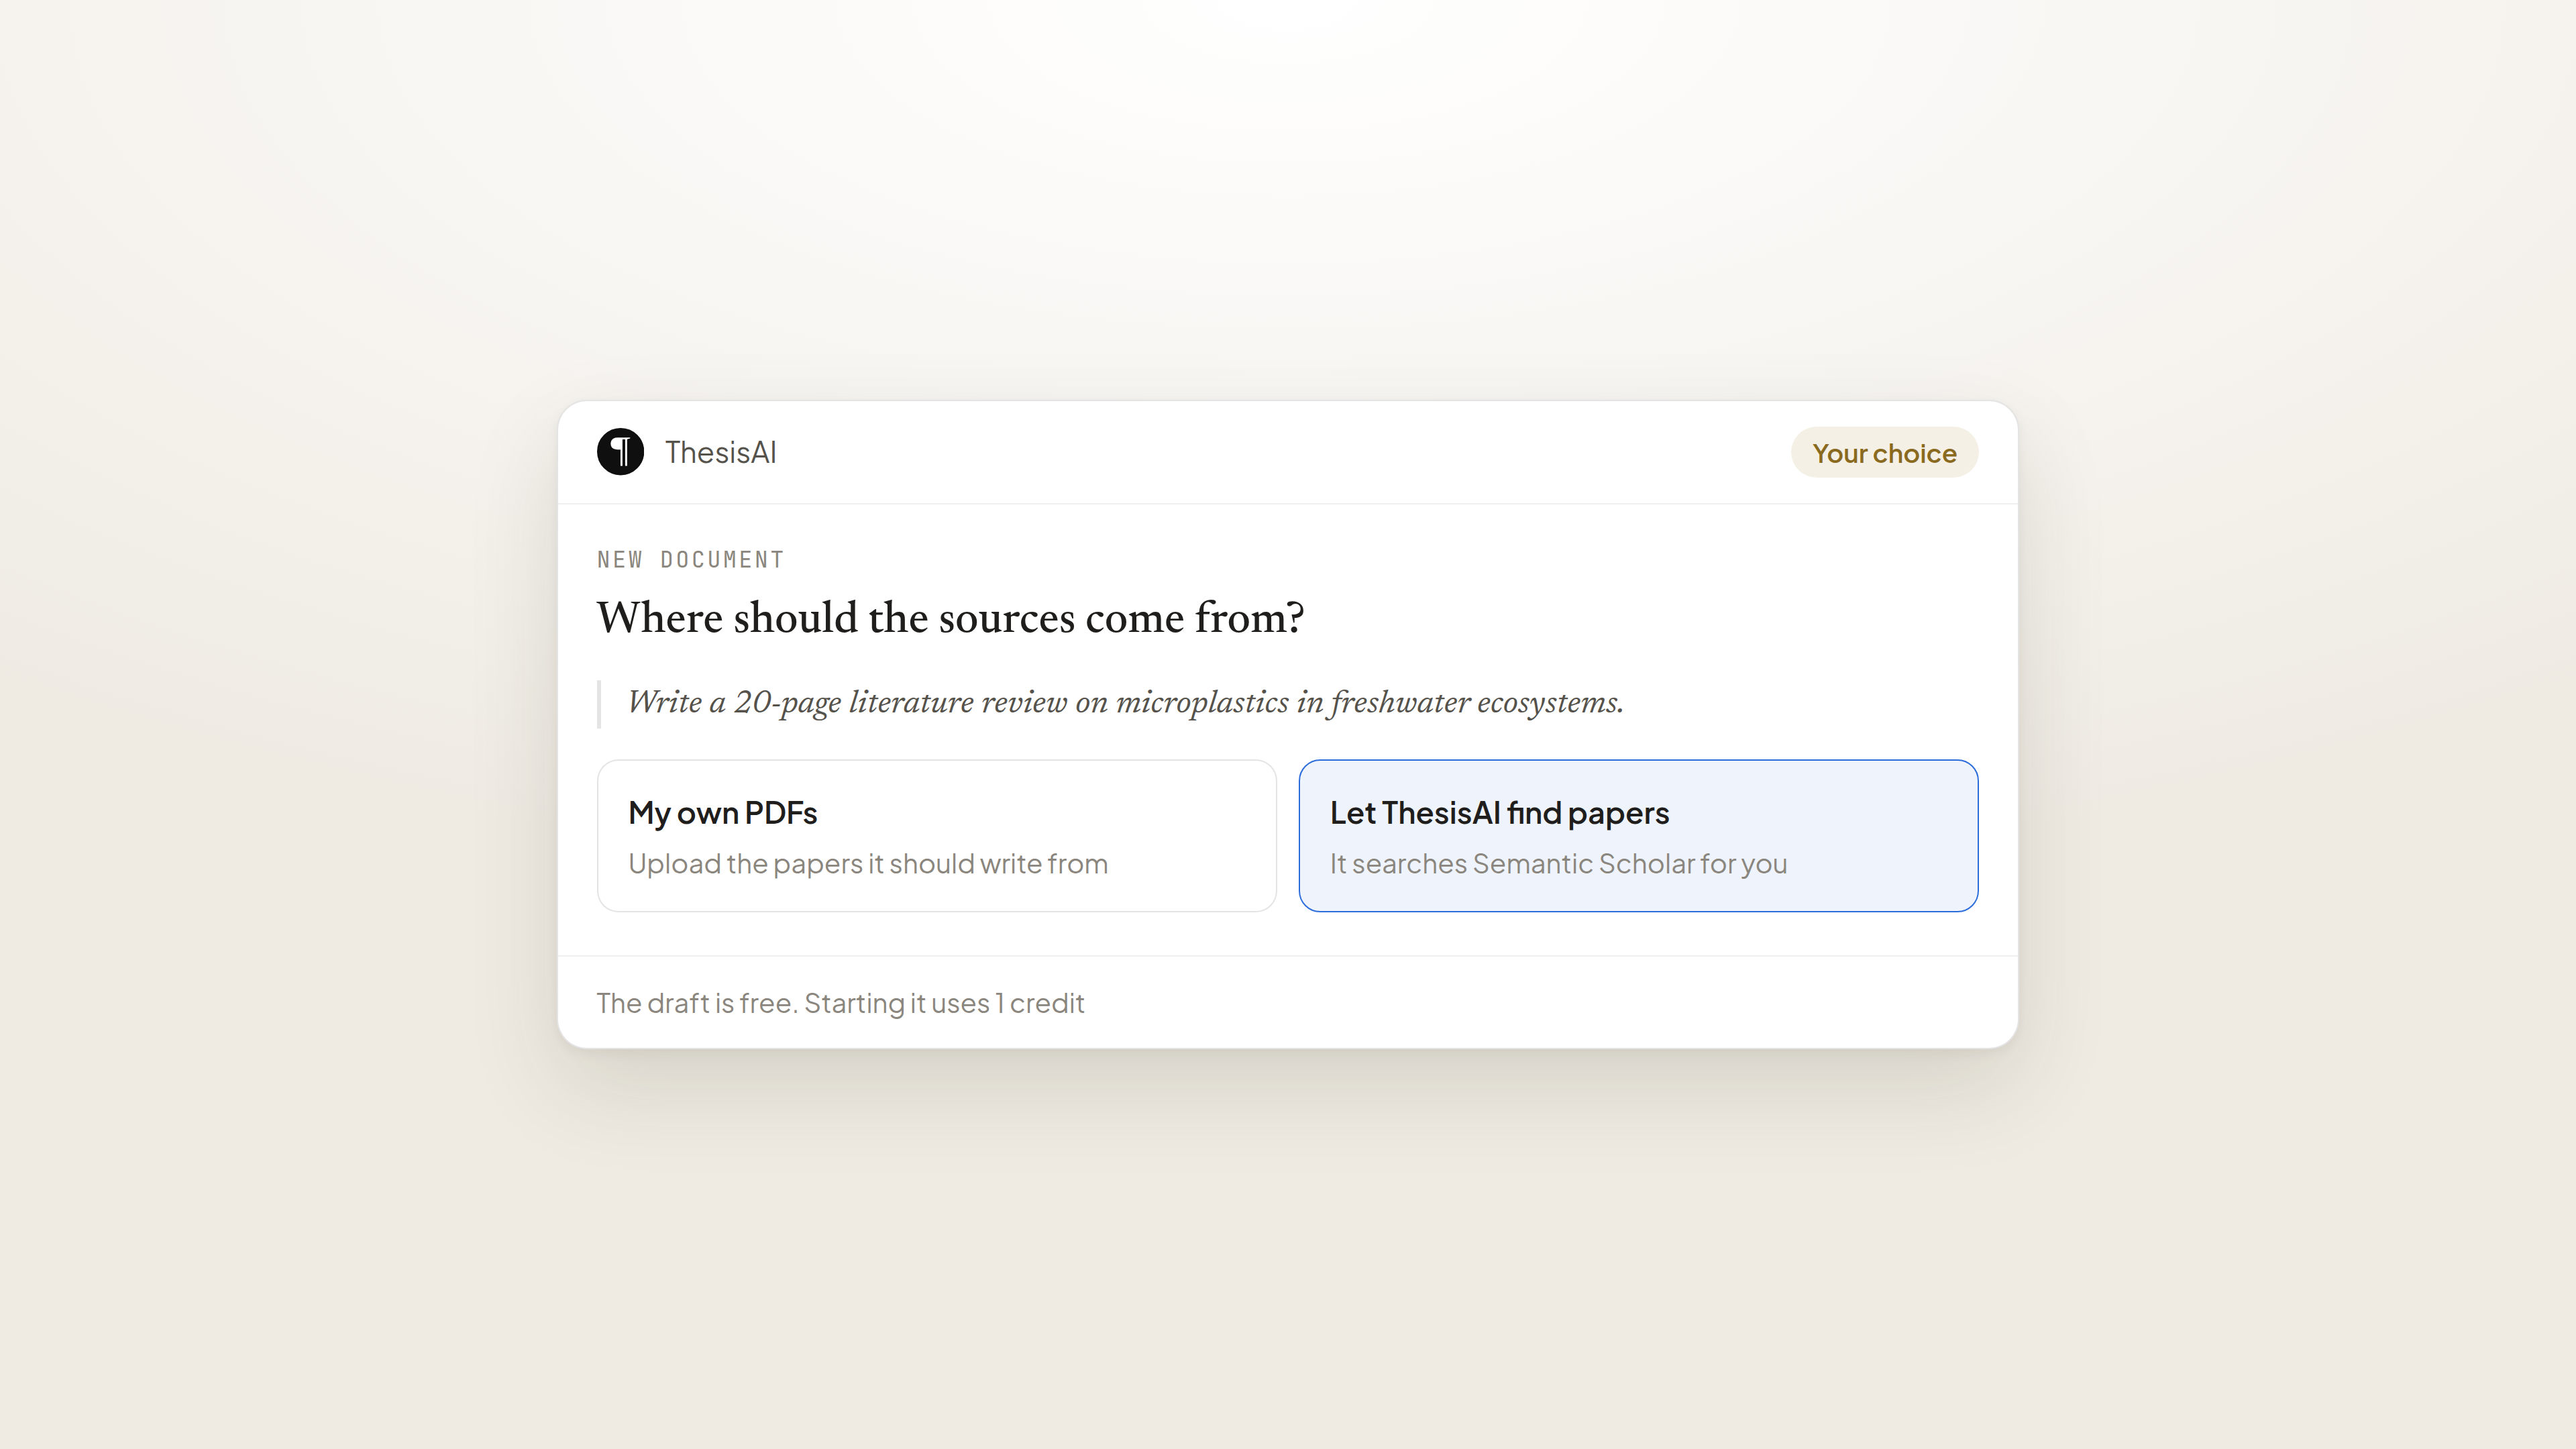 ThesisAI
Your choice
NEW DOCUMENT
Where should the sources come from?
Write a 20-page literature review on microplastics in freshwater ecosystems.
My own PDFs
Upload the papers it should write from
Let ThesisAI find papers
It searches Semantic Scholar for you
The draft is free. Starting it uses 1 credit